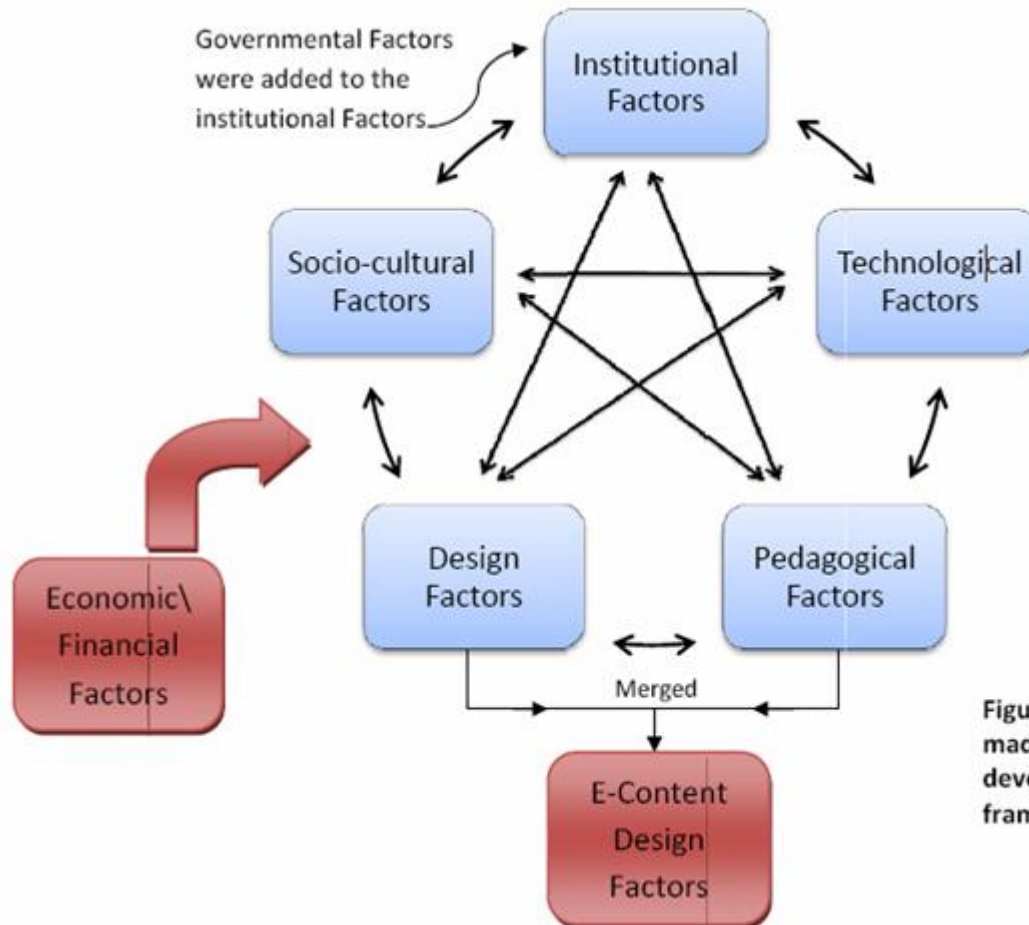 Governmental Factors
were added to the
institutional Factors
Institutional
Factors
Socio-cultural
Factors
Technological
Factors
Economic\
Financial
Factors
Design
Factors
Pedagogical
Factors
Merged
E-Content
Design
Factors